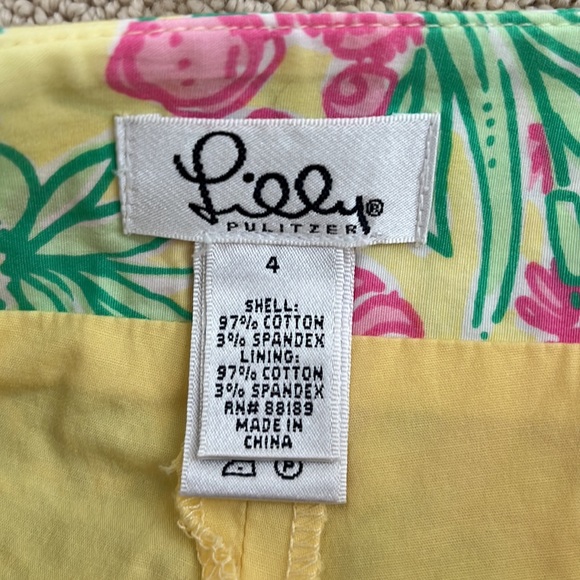 Lilly®
PULITZER
4
SHELL:
97% COTTON
3% SPANDEX
LINING:
97% COTTON
3% SPANDEX
RN# 88189
MADE IN
CHINA
P